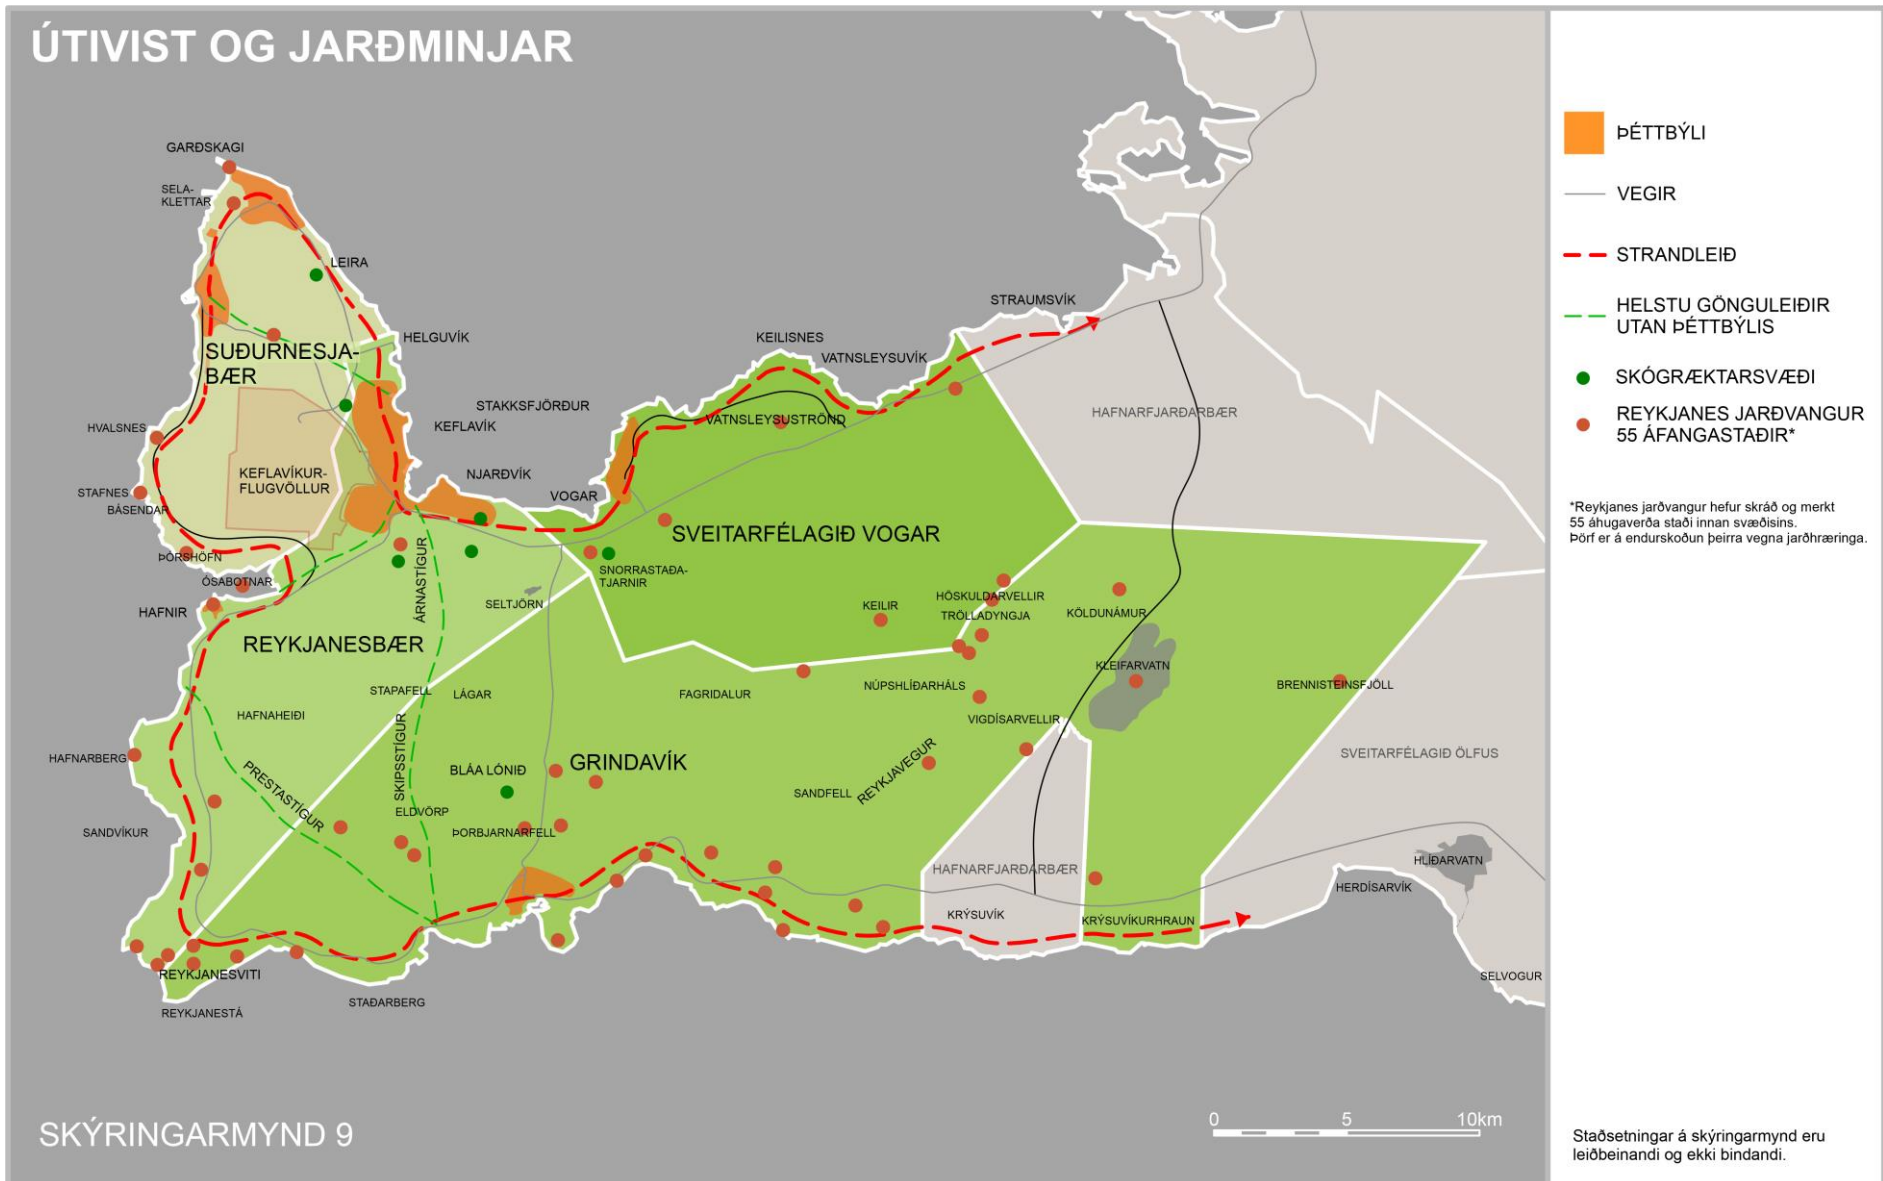 ÚTIVIST OG JARÐMINJAR
GARÐSKAGI
SELA-
KLETTAR
LEIRA
HELGUVÍK
SUÐURNESJA-
BÆR
STRAUMSVÍK
KEILISNES
VATNSLEYSUVÍK
STAKKSFJÖRÐUR
KEFLAVÍK
VATNSLEYSUSTRÖND
HAFNARFJARÐARBÆR
HVALSNES
KEFLAVÍKUR-
FLUGVÖLLUR
NJARÐVÍK
VOGAR
STAFNES
BÁSENDAR
SVEITARFÉLAGIÐ VOGAR
ÞÓRSHÖFN
ÓSABOTNAR
ÁRNASTÍGUR
SNORRASTAÐA-
TJARNIR
SELTJÖRN
HAFNIR
KEILIR
HÖSKULDARVELLIR
TRÖLLADYNGJA
KÖLDUNÁMUR
REYKJANESBÆR
KLEIFARVATN
STAPAFELL
LÁGAR
FAGRIDALUR
NÚPSHLÍÐARHÁLS
BRENNISTEINSFJÖLL
HAFNAHEIÐI
VIGDÍSARVELLIR
SKIPSSTÍGUR
HAFNARBERG
PRESTASTÍGUR
BLÁA LÓNIÐ
GRINDAVÍK
REYKJAVEGUR
SVEITARFÉLAGIÐ ÖLFUS
SANDFELL
SANDVÍKUR
ELDVÖRP
ÞORBJARNARFELL
HAFNARFJARÐARBÆR
HLÍÐARVATN
HERDÍSARVÍK
KRÝSUVÍK
KRÝSUVÍKURHRAUN
REYKJANESVITI
SELVOGUR
STAÐARBERG
REYKJANESTÁ
SKÝRINGARMYND 9
0 5 10km
ÞÉTTBÝLI
VEGIR
STRANDLEIÐ
HELSTU GÖNGULEIÐIR
UTAN ÞÉTTBÝLIS
SKÓGRÆKTARSVÆÐI
REYKJANES JARÐVANGUR
55 ÁFANGASTAÐIR*
*Reykjanes jarðvangur hefur skráð og merkt
55 áhugaverða staði innan svæðisins.
Þörf er á endurskoðun þeirra vegna jarðhræringa.
Staðsetningar á skýringarmynd eru
leiðbeinandi og ekki bindandi.